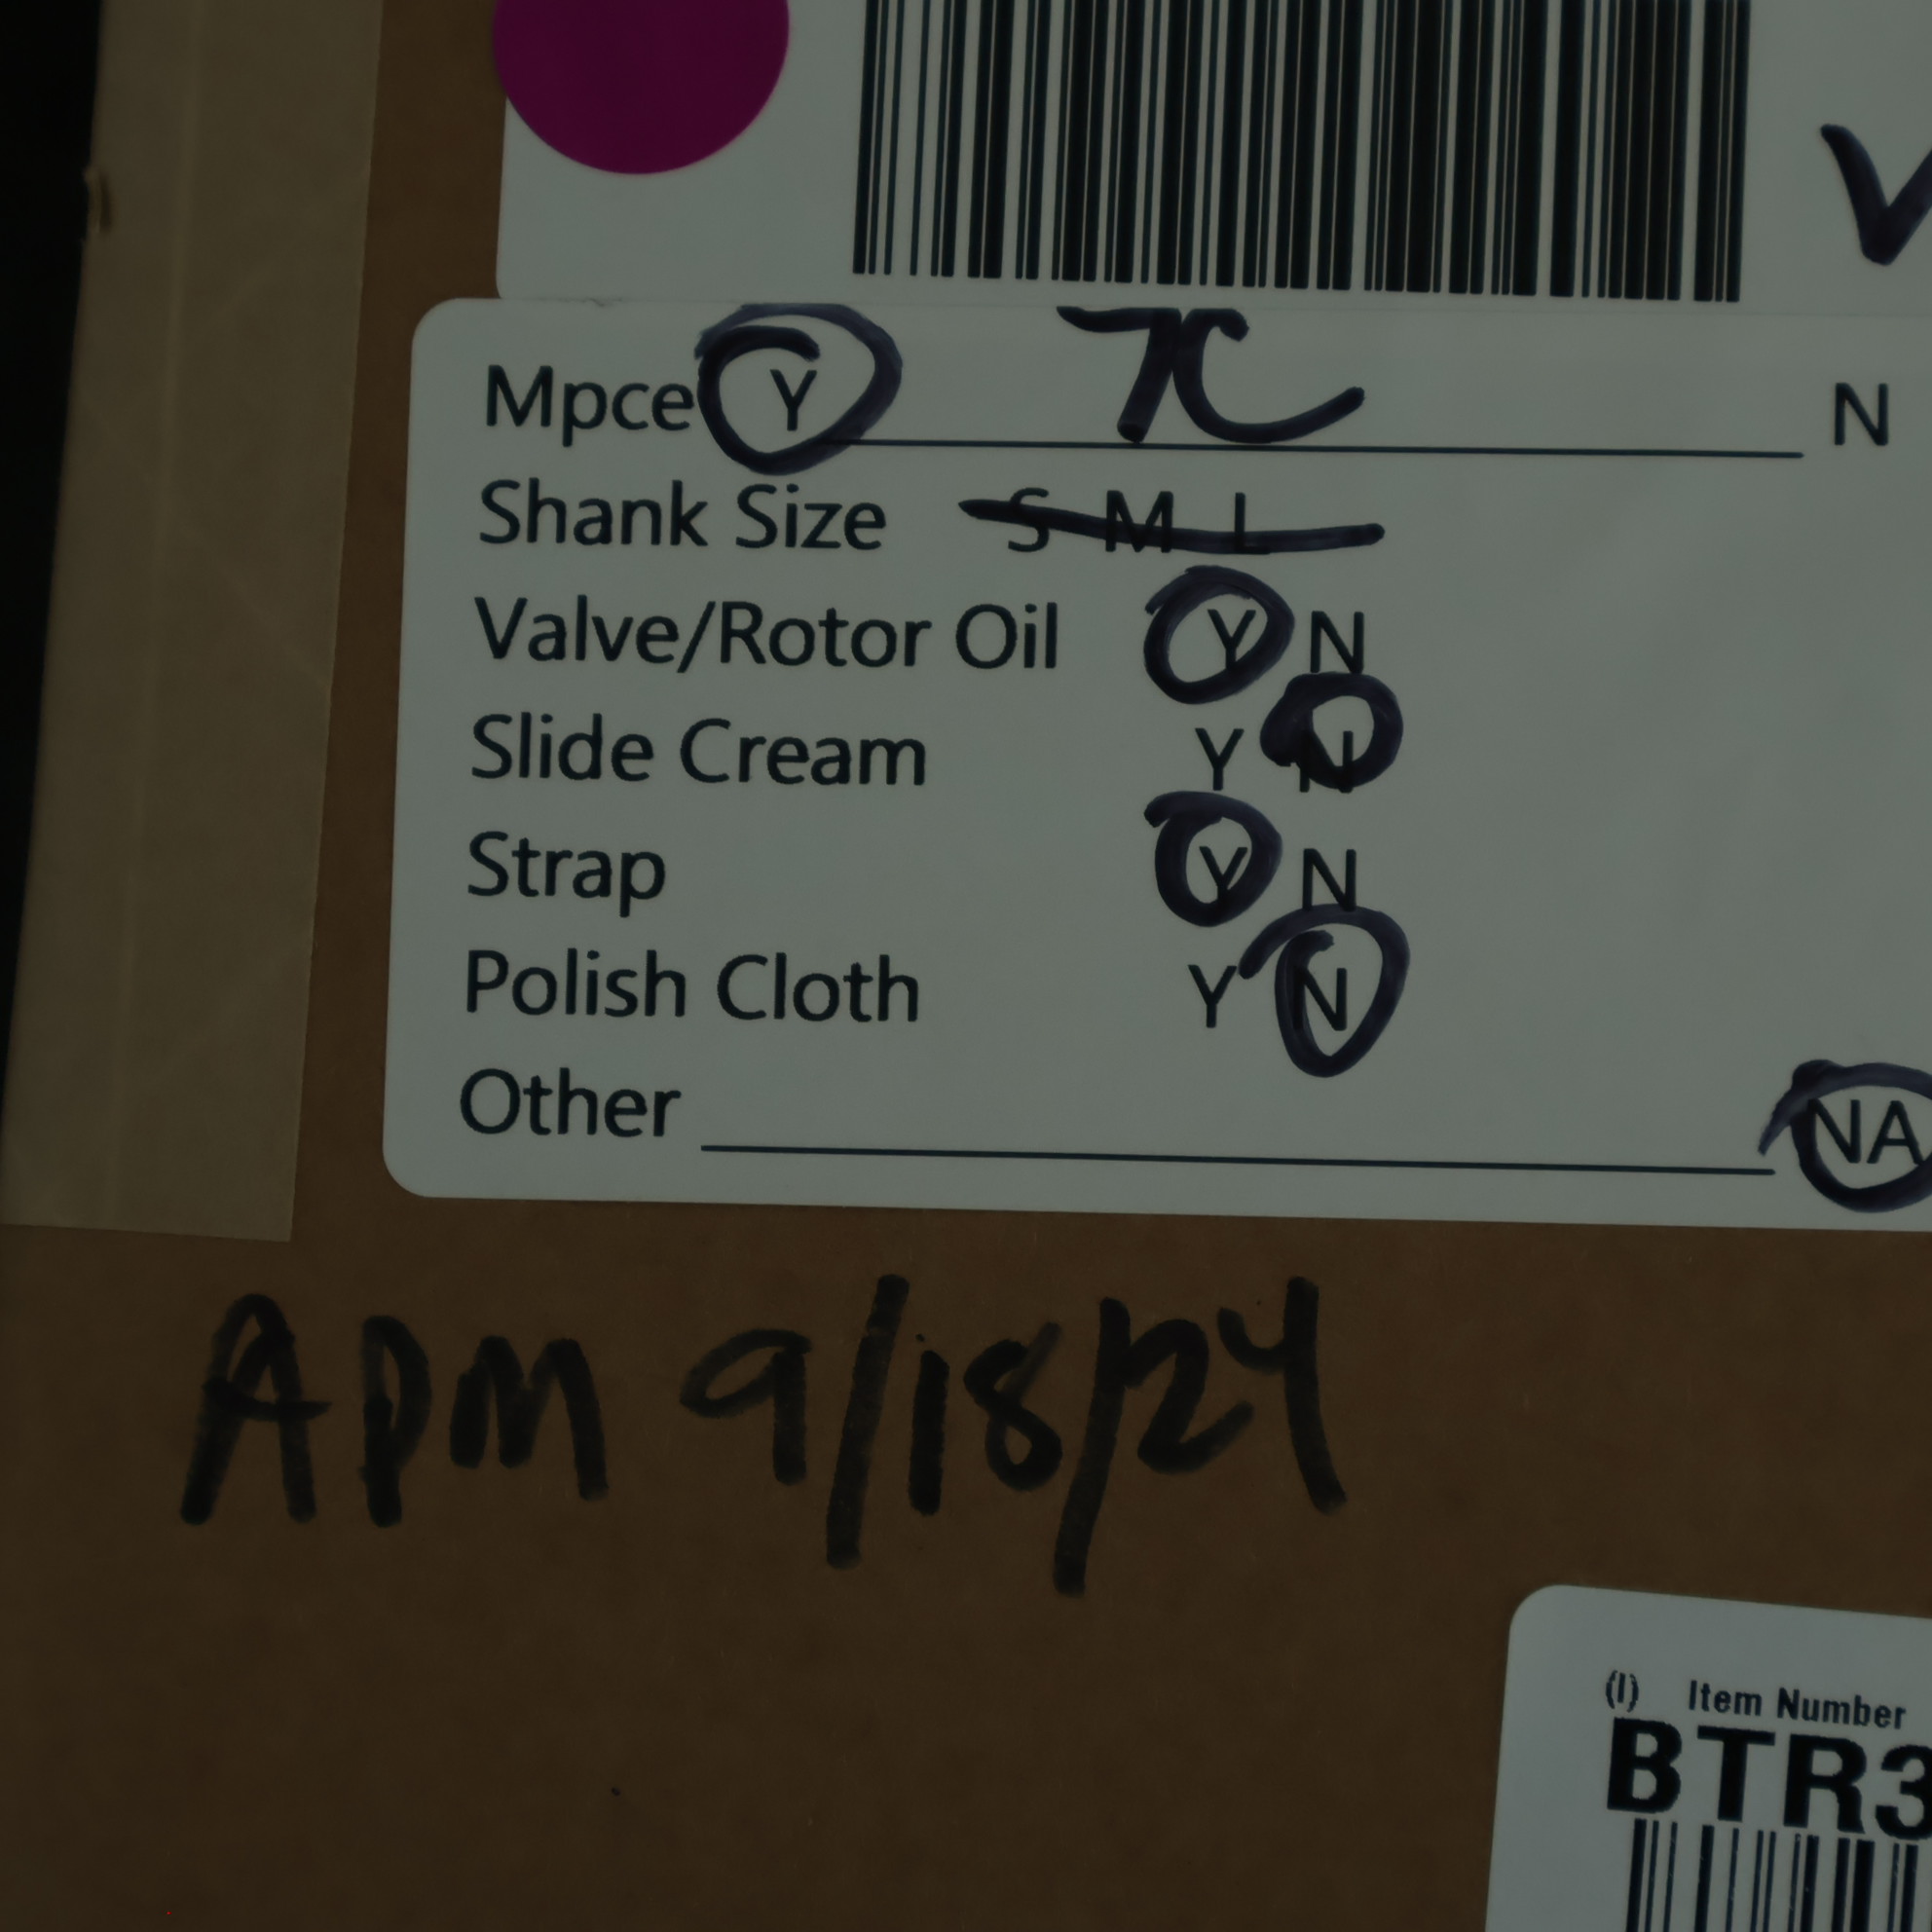 Mpce Y 7C N
Shank Size S M L
Valve/Rotor Oil Y N
Slide Cream Y N
Strap Y N
Polish Cloth Y N
Other NA
APM 9/18/24
(I) Item Number
BTR3